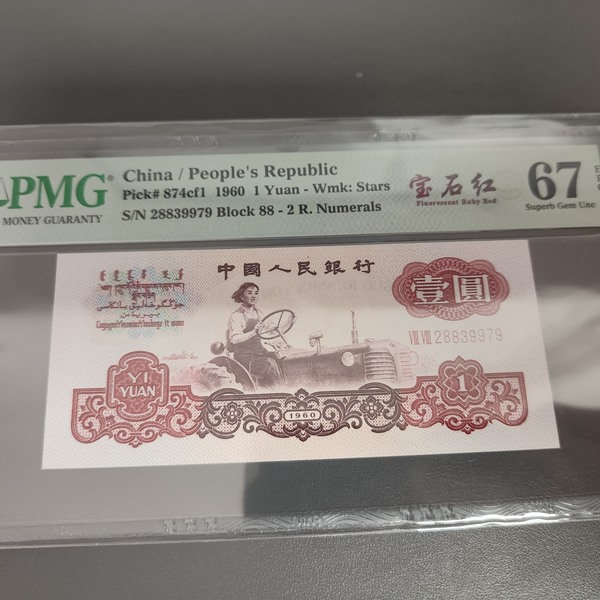 PMG®
MONEY GUARANTY
China / People's Republic
Pick# 874cf1 1960 1 Yuan - Wmk: Stars
S/N 28839979 Block 88 - 2 R. Numerals
宝石红
Fluorescent Ruby Red
67 E
Superb Gem Unc
中國人民銀行
壹圓
VIII VIII 28839979
YI
YUAN
1960
1